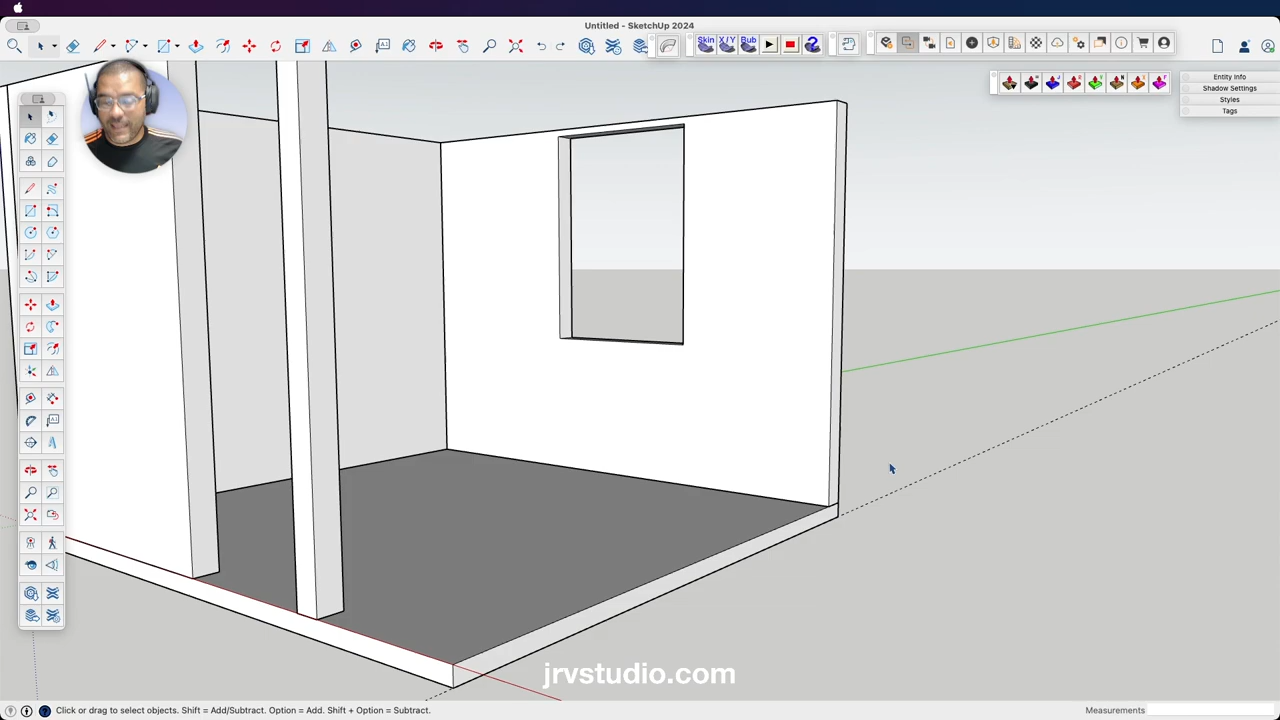 Untitled - SketchUp 2024
Skin
X/Y
Bub
Entity Info
Shadow Settings
Styles
Tags
jrvstudio.com
Click or drag to select objects. Shift = Add/Subtract. Option = Add. Shift + Option = Subtract.
Measurements